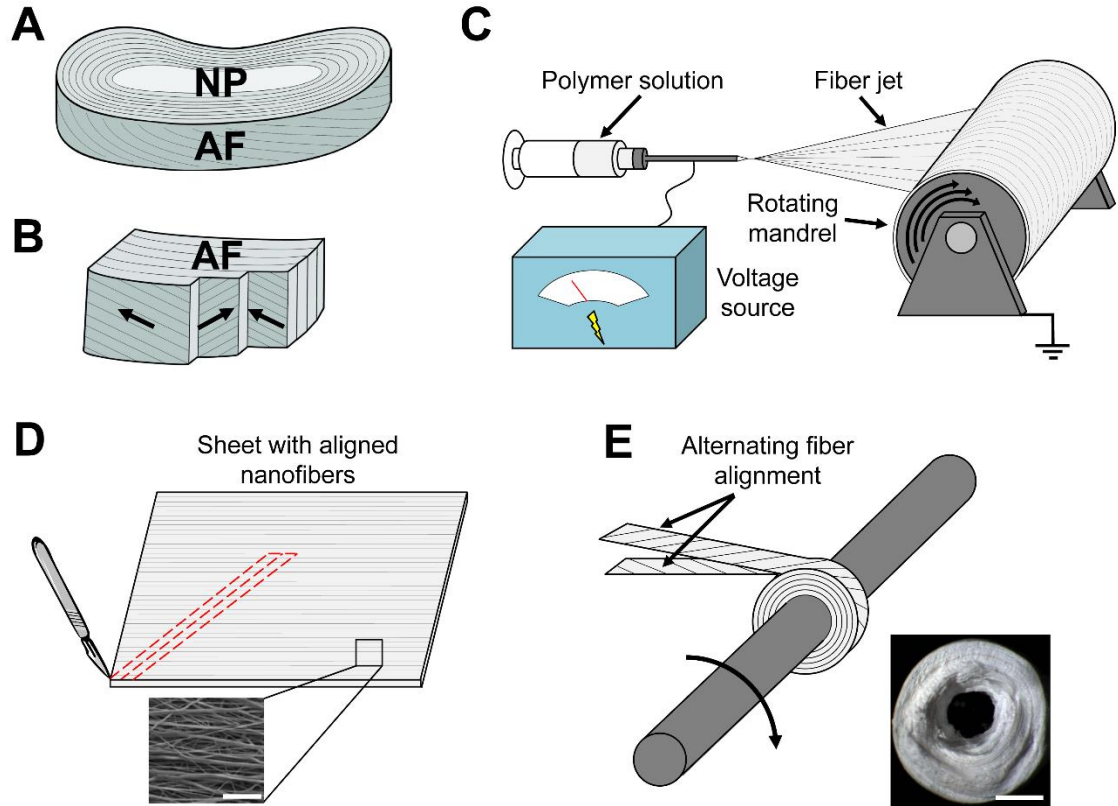 A
NP
AF
B
AF
C
Polymer solution
Fiber jet
Rotating
mandrel
Voltage
source
D
Sheet with aligned
nanofibers
E
Alternating fiber
alignment